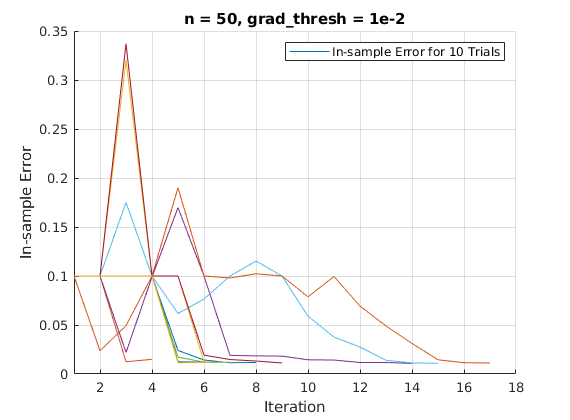 n = 50, grad_thresh = 1e-2
In-sample Error for 10 Trials
In-sample Error
0.35
0.3
0.25
0.2
0.15
0.1
0.05
0
2 4 6 8 10 12 14 16 18
Iteration